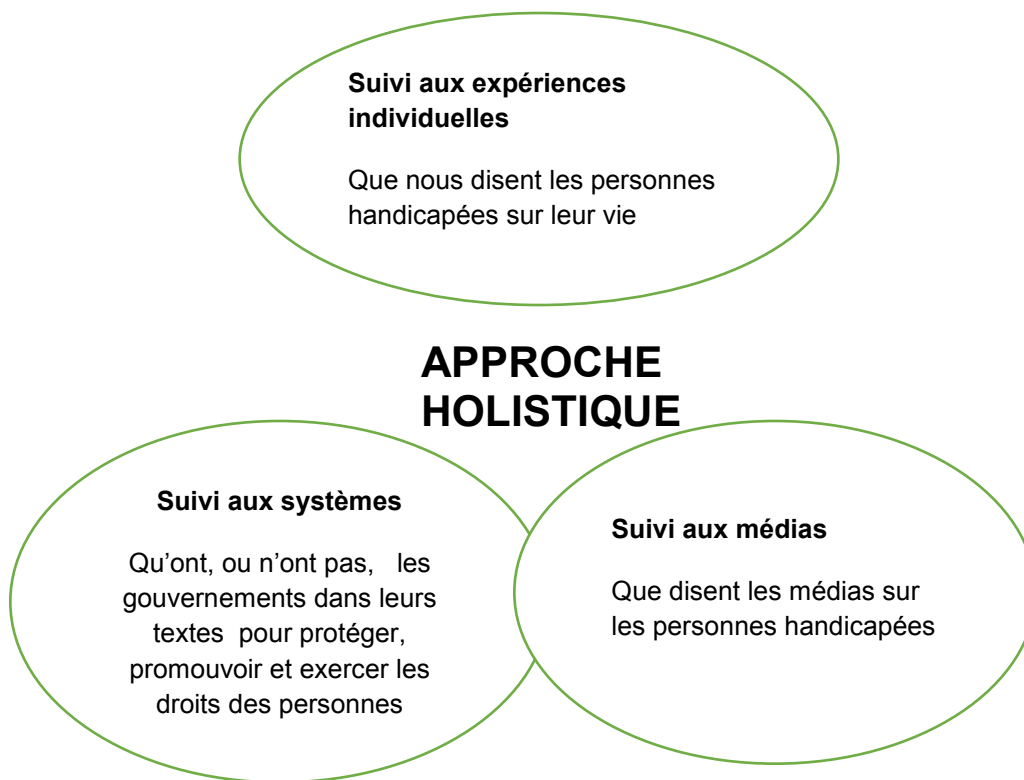 Suivi aux expériences
individuelles
Que nous disent les personnes
handicapées sur leur vie
APPROCHE
HOLISTIQUE
Suivi aux systèmes
Qu’ont, ou n’ont pas, les
gouvernements dans leurs
textes pour protéger,
promouvoir et exercer les
droits des personnes
Suivi aux médias
Que disent les médias sur
les personnes handicapées